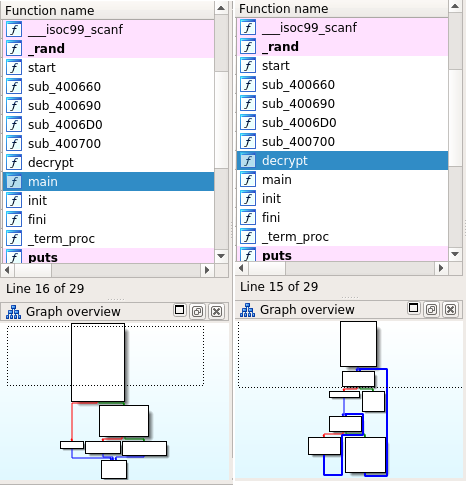 Function name
___isoc99_scanf
_rand
start
sub_400660
sub_400690
sub_4006D0
sub_400700
decrypt
main
init
fini
_term_proc
puts
Line 16 of 29
Graph overview
Function name
___isoc99_scanf
_rand
start
sub_400660
sub_400690
sub_4006D0
sub_400700
decrypt
main
init
fini
_term_proc
puts
Line 15 of 29
Graph overview